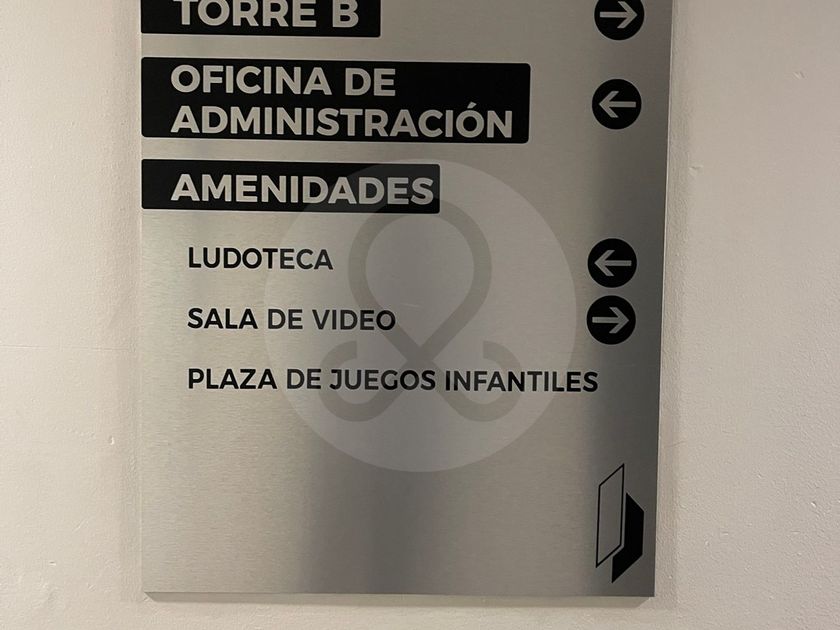 TORRE B
OFICINA DE
ADMINISTRACIÓN
AMENIDADES
LUDOTECA
SALA DE VIDEO
PLAZA DE JUEGOS INFANTILES